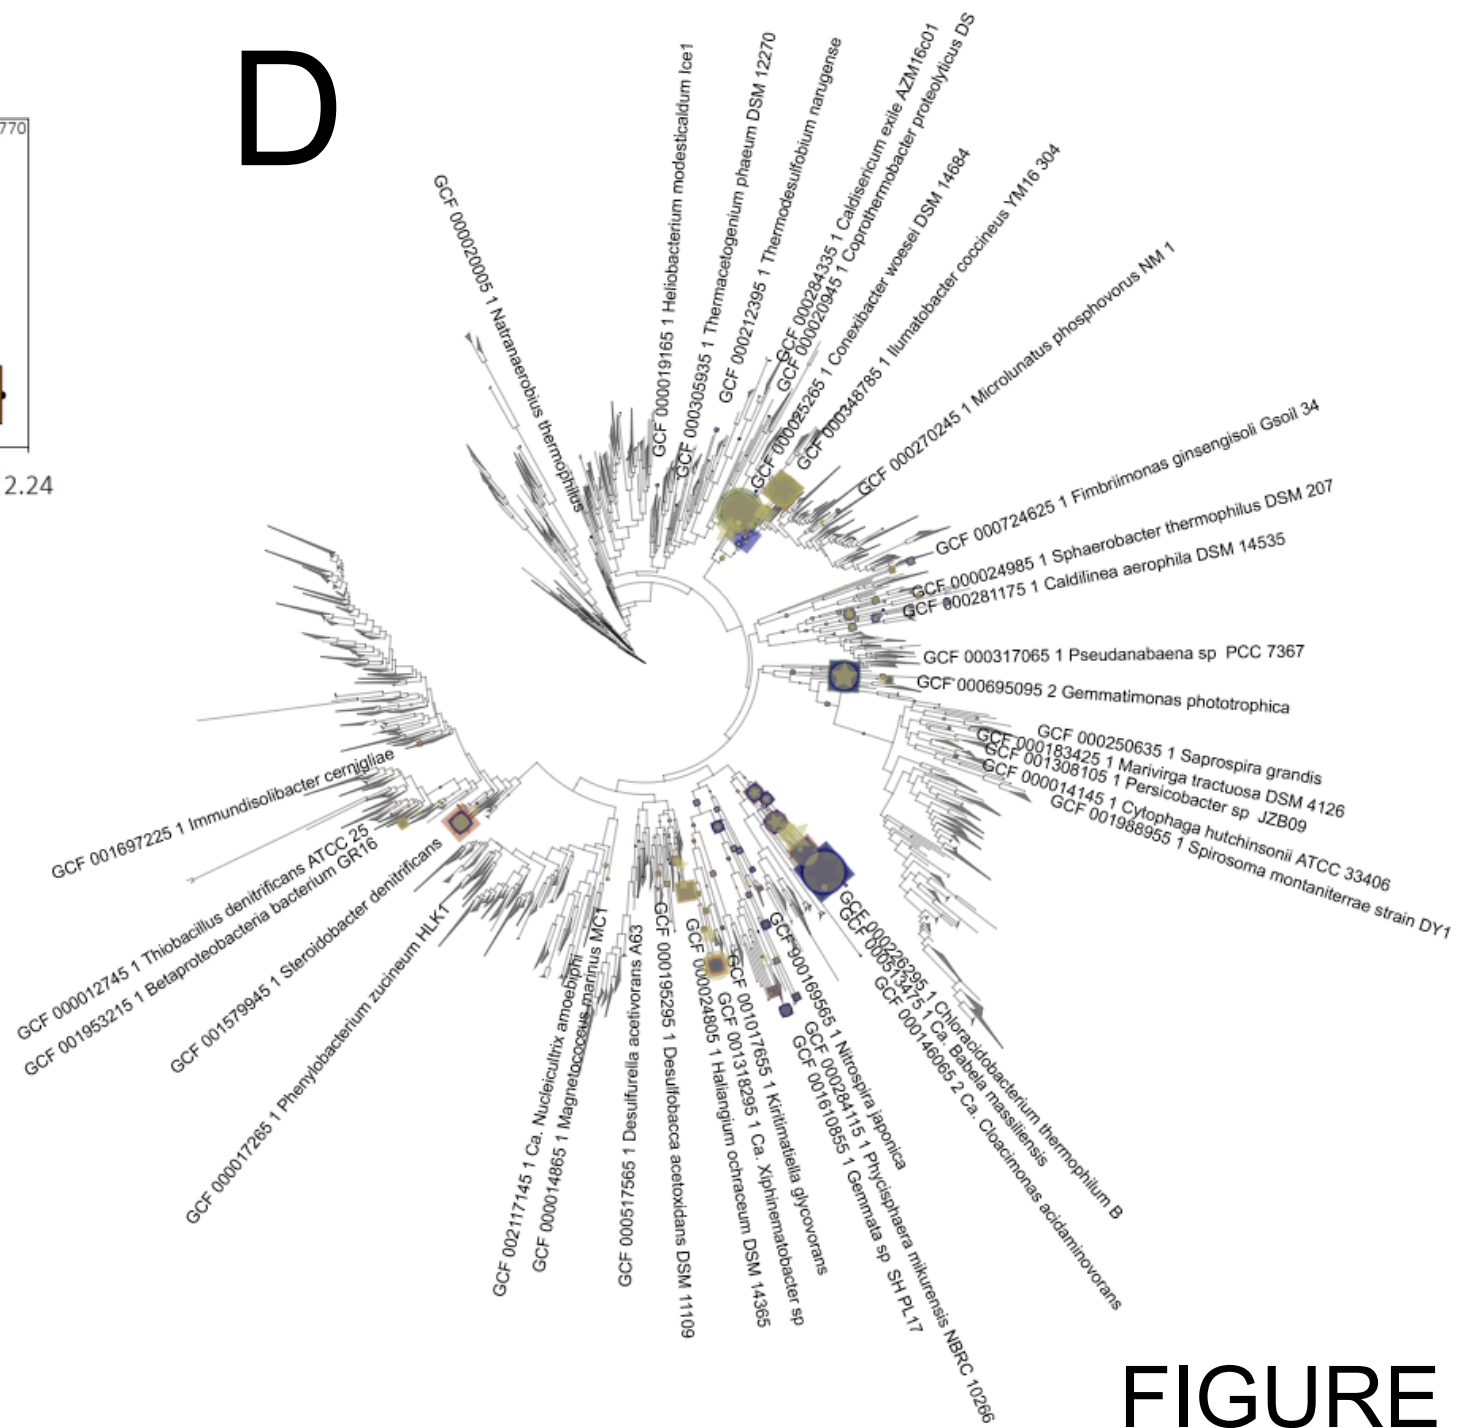 770
2.24
D
GCF 000020005 1 Natranaerobius thermophilus
GCF 000019165 1 Heliobacterium modesticaldum Ice1
GCF 000305935 1 Thermacetogenium phaeum DSM 12270
GCF 000212395 1 Thermodesulfobium narugense
GCF 000284335 1 Caldisericum exile AZM16c01
GCF 000020945 1 Coprothermobacter proteolyticus DS
GCF 000025265 1 Conexibacter woesei DSM 14684
GCF 000348785 1 Ilumatobacter coccineus YM16 304
GCF 000270245 1 Microlunatus phosphovorus NM 1
GCF 000724625 1 Fimbriimonas ginsengisoli Gsoil 34
GCF 000024985 1 Sphaerobacter thermophilus DSM 207
GCF 000281175 1 Caldilinea aerophila DSM 14535
GCF 000317065 1 Pseudanabaena sp PCC 7367
GCF 000695095 2 Gemmatimonas phototrophica
GCF 000250635 1 Saprospira grandis
GCF 000183425 1 Marivirga tractuosa DSM 4126
GCF 001308105 1 Persicobacter sp JZB09
GCF 000014145 1 Cytophaga hutchinsonii ATCC 33406
GCF 001988955 1 Spirosoma montaniterrae strain DY1
GCF 000226295 1 Chloracidobacterium thermophilum B
GCF 000513475 1 Ca. Babela massiliensis
GCF 000146065 2 Ca. Cloacimonas acidaminovorans
GCF 900169565 1 Nitrospira japonica
GCF 000284115 1 Phycisphaera mikurensis NBRC 10266
GCF 001610855 1 Gemmata sp SH PL17
GCF 001017655 1 Kiritimatiella glycovorans
GCF 001318295 1 Ca. Xiphinematobacter sp
GCF 000024805 1 Haliangium ochraceum DSM 14365
GCF 000195295 1 Desulfobacca acetoxidans DSM 11109
GCF 000517565 1 Desulfurella acetivorans A63
GCF 000014865 1 Magnetococcus marinus MC1
GCF 002117145 1 Ca. Nucleicultrix amoebiphi
GCF 000017265 1 Phenylobacterium zucineum HLK1
GCF 001579945 1 Steroidobacter denitrificans
GCF 001953215 1 Betaproteobacteria bacterium GR16
GCF 000012745 1 Thiobacillus denitrificans ATCC 25
GCF 001697225 1 Immundisolibacter cernigliae
FIGURE